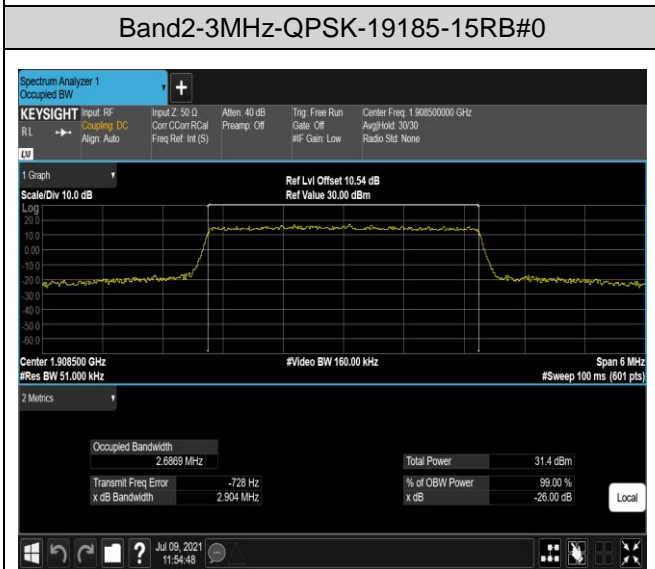 Band2-3MHz-QPSK-19185-15RB#0
Spectrum Analyzer 1
Occupied BW
+
KEYSIGHT
RL
LXI
Input: RF
Coupling: DC
Align: Auto
Input Z: 50 Ω
Corr CCorr RCal
Freq Ref: Int (S)
Atten: 40 dB
Preamp: Off
Trig: Free Run
Gate: Off
#IF Gain: Low
Center Freq: 1.908500000 GHz
Avg|Hold: 30/30
Radio Std: None
1 Graph
Scale/Div 10.0 dB
Ref Lvl Offset 10.54 dB
Ref Value 30.00 dBm
Log
20.0
10.0
0.00
-10.0
-20.0
-30.0
-40.0
-50.0
-60.0
Center 1.908500 GHz
#Video BW 160.00 kHz
Span 6 MHz
#Res BW 51.000 kHz
#Sweep 100 ms (601 pts)
2 Metrics
Occupied Bandwidth
2.6869 MHz
Total Power 31.4 dBm
Transmit Freq Error -728 Hz
% of OBW Power 99.00 %
x dB Bandwidth 2.904 MHz
x dB -26.00 dB
Local
?
Jul 09, 2021
11:54:48